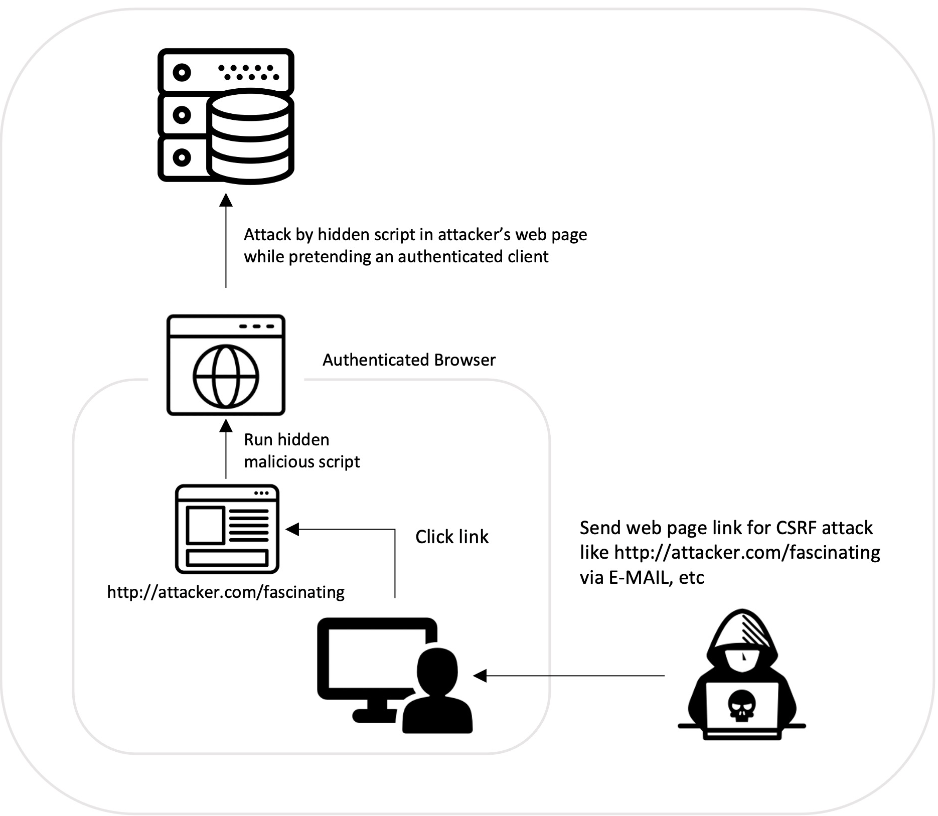 Attack by hidden script in attacker’s web page
while pretending an authenticated client
Authenticated Browser
Run hidden
malicious script
Click link
Send web page link for CSRF attack
like http://attacker.com/fascinating
via E-MAIL, etc
http://attacker.com/fascinating